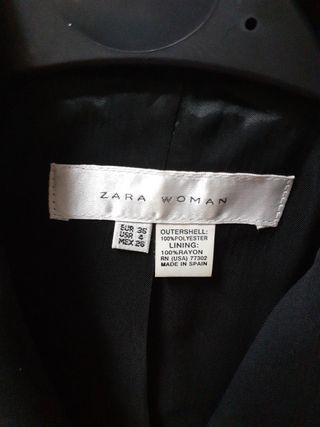 ZARA WOMAN
EUR 36
USA 4
MEX 26
OUTERSHELL:
100%POLYESTER
LINING:
100%RAYON
RN (USA) 77302
MADE IN SPAIN